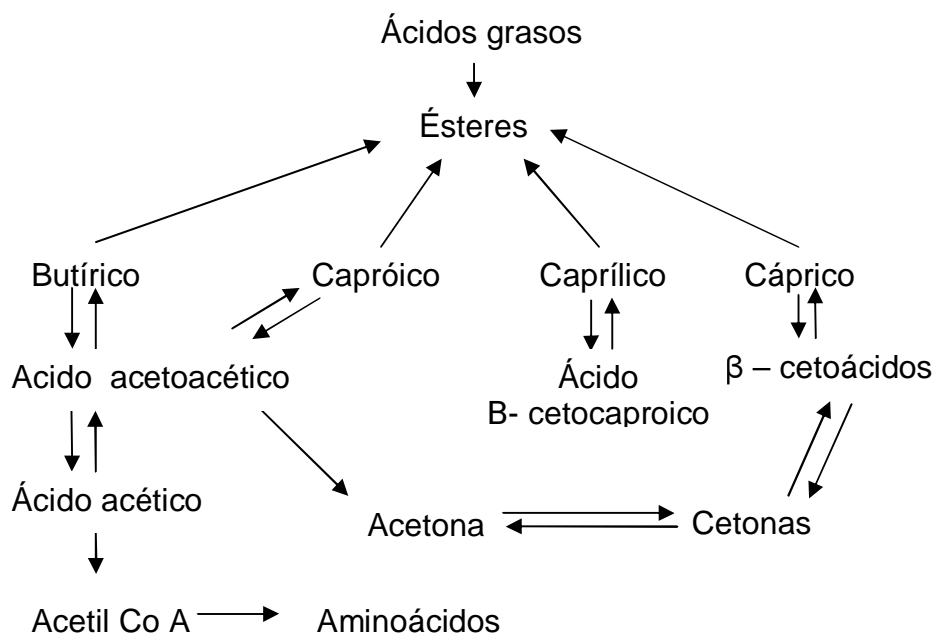 Ácidos grasos
Ésteres
Butírico Capróico Caprílico Cáprico
Acido acetoacético Ácido β – cetoácidos
B- cetocaproico
Ácido acético
Acetona Cetonas
Acetil Co A Aminoácidos